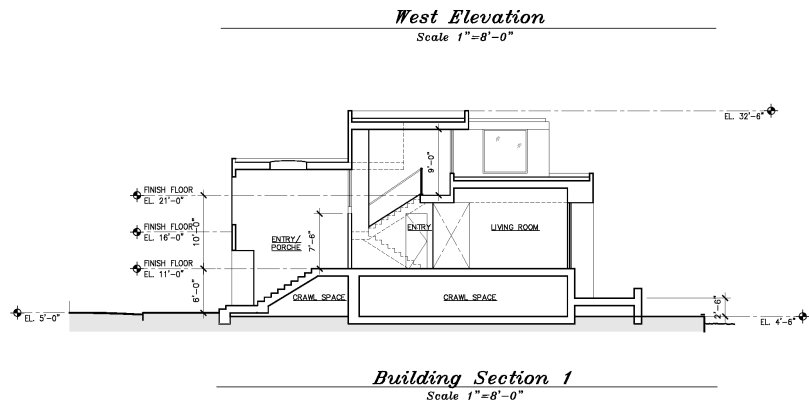 West Elevation
Scale 1"=8'-0"
EL. 32'-6"
9'-0"
FINISH FLOOR
EL. 21'-0"
FINISH FLOOR
EL. 16'-0"
10'-0"
ENTRY/
PORCHE
7'-6"
ENTRY
LIVING ROOM
FINISH FLOOR
EL. 11'-0"
6'-0"
CRAWL SPACE
CRAWL SPACE
2'-6"
EL. 5'-0"
EL. 4'-6"
Building Section 1
Scale 1"=8'-0"